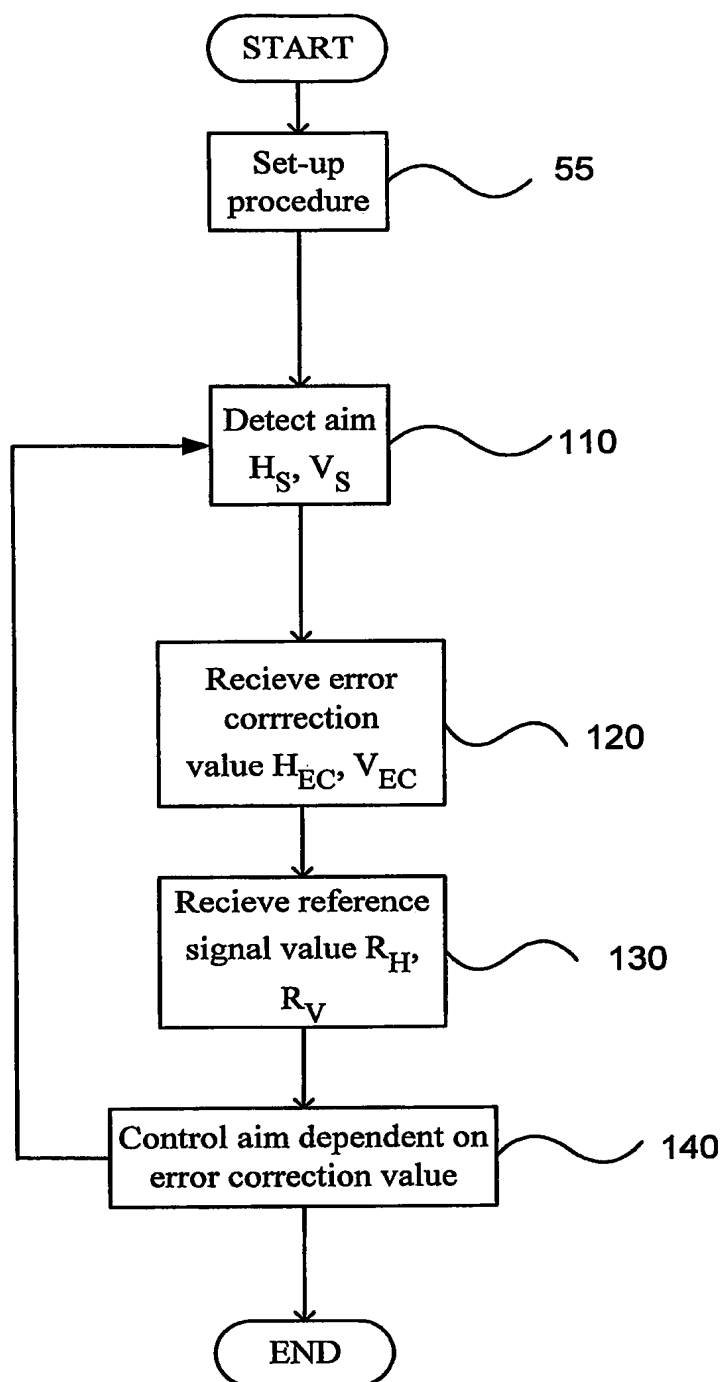 START
Set-up
procedure
55
Detect aim
H_S, V_S
110
Recieve error
corrrection
value H_EC, V_EC
120
Recieve reference
signal value R_H,
R_V
130
Control aim dependent on
error correction value
140
END